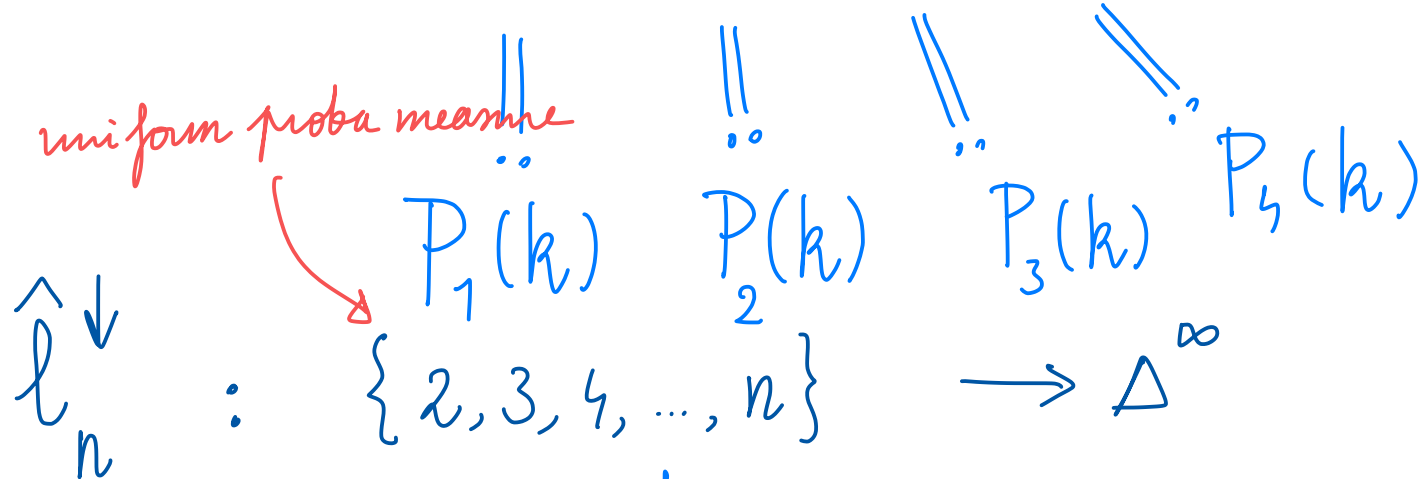 uniform proba measure
|| || || ||
·· ·· ·· ··
P₁(k) P₂(k) P₃(k) P₄(k)
l̂ₙ↓ : {2, 3, 4, ..., n} ⟶ Δ^∞